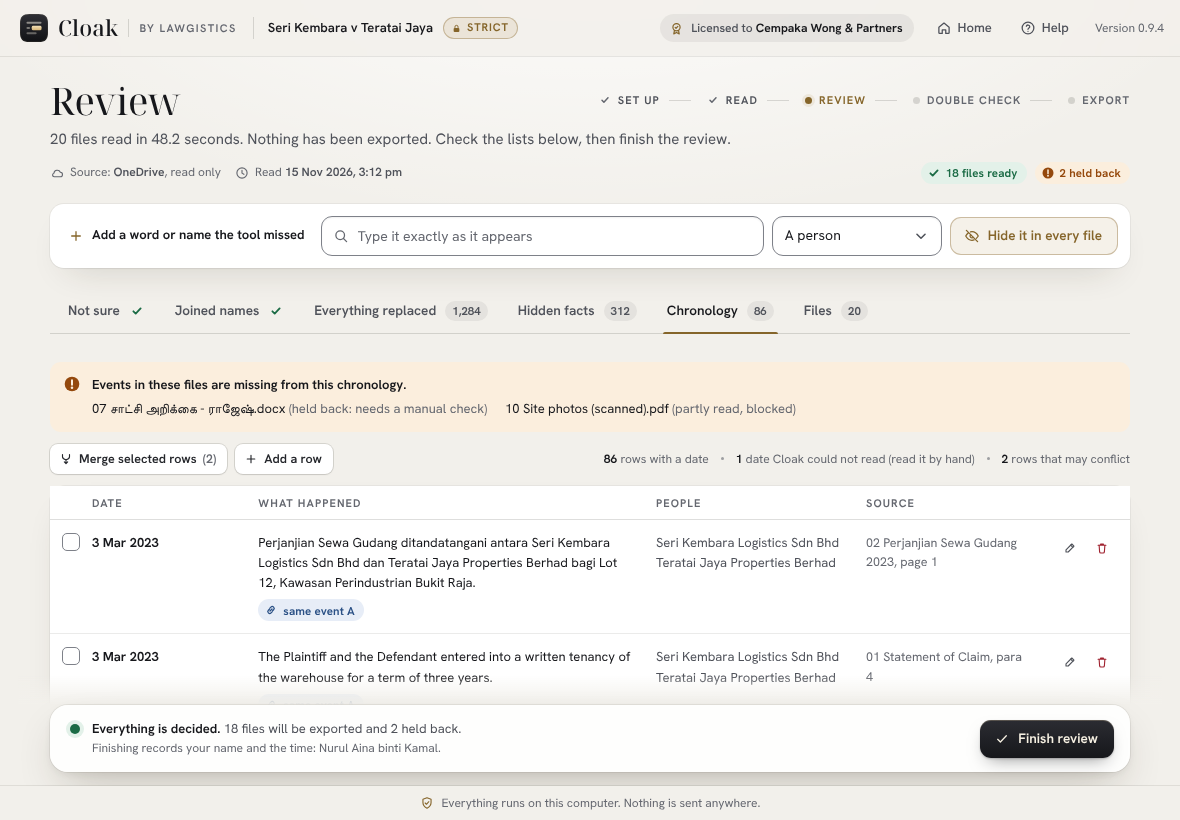 Cloak BY LAWGISTICS Seri Kembara v Teratai Jaya STRICT Licensed to Cempaka Wong & Partners Home Help Version 0.9.4
Review
SET UP READ REVIEW DOUBLE CHECK EXPORT
20 files read in 48.2 seconds. Nothing has been exported. Check the lists below, then finish the review.
Source: OneDrive, read only Read 15 Nov 2026, 3:12 pm 18 files ready 2 held back
Add a word or name the tool missed Type it exactly as it appears A person Hide it in every file
Not sure Joined names Everything replaced 1,284 Hidden facts 312 Chronology 86 Files 20
Events in these files are missing from this chronology.
07 சாட்சி அறிக்கை - ராஜேஷ்.docx (held back: needs a manual check) 10 Site photos (scanned).pdf (partly read, blocked)
Merge selected rows (2) Add a row 86 rows with a date • 1 date Cloak could not read (read it by hand) • 2 rows that may conflict
DATE WHAT HAPPENED PEOPLE SOURCE
3 Mar 2023 Perjanjian Sewa Gudang ditandatangani antara Seri Kembara Seri Kembara Logistics Sdn Bhd 02 Perjanjian Sewa Gudang
Logistics Sdn Bhd dan Teratai Jaya Properties Berhad bagi Lot Teratai Jaya Properties Berhad 2023, page 1
12, Kawasan Perindustrian Bukit Raja.
same event A
3 Mar 2023 The Plaintiff and the Defendant entered into a written tenancy of Seri Kembara Logistics Sdn Bhd 01 Statement of Claim, para
the warehouse for a term of three years. Teratai Jaya Properties Berhad 4
Everything is decided. 18 files will be exported and 2 held back.
Finishing records your name and the time: Nurul Aina binti Kamal.
Finish review
Everything runs on this computer. Nothing is sent anywhere.